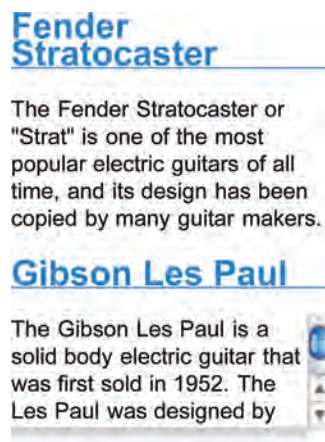 Fender
Stratocaster
The Fender Stratocaster or
"Strat" is one of the most
popular electric guitars of all
time, and its design has been
copied by many guitar makers.
Gibson Les Paul
The Gibson Les Paul is a
solid body electric guitar that
was first sold in 1952. The
Les Paul was designed by